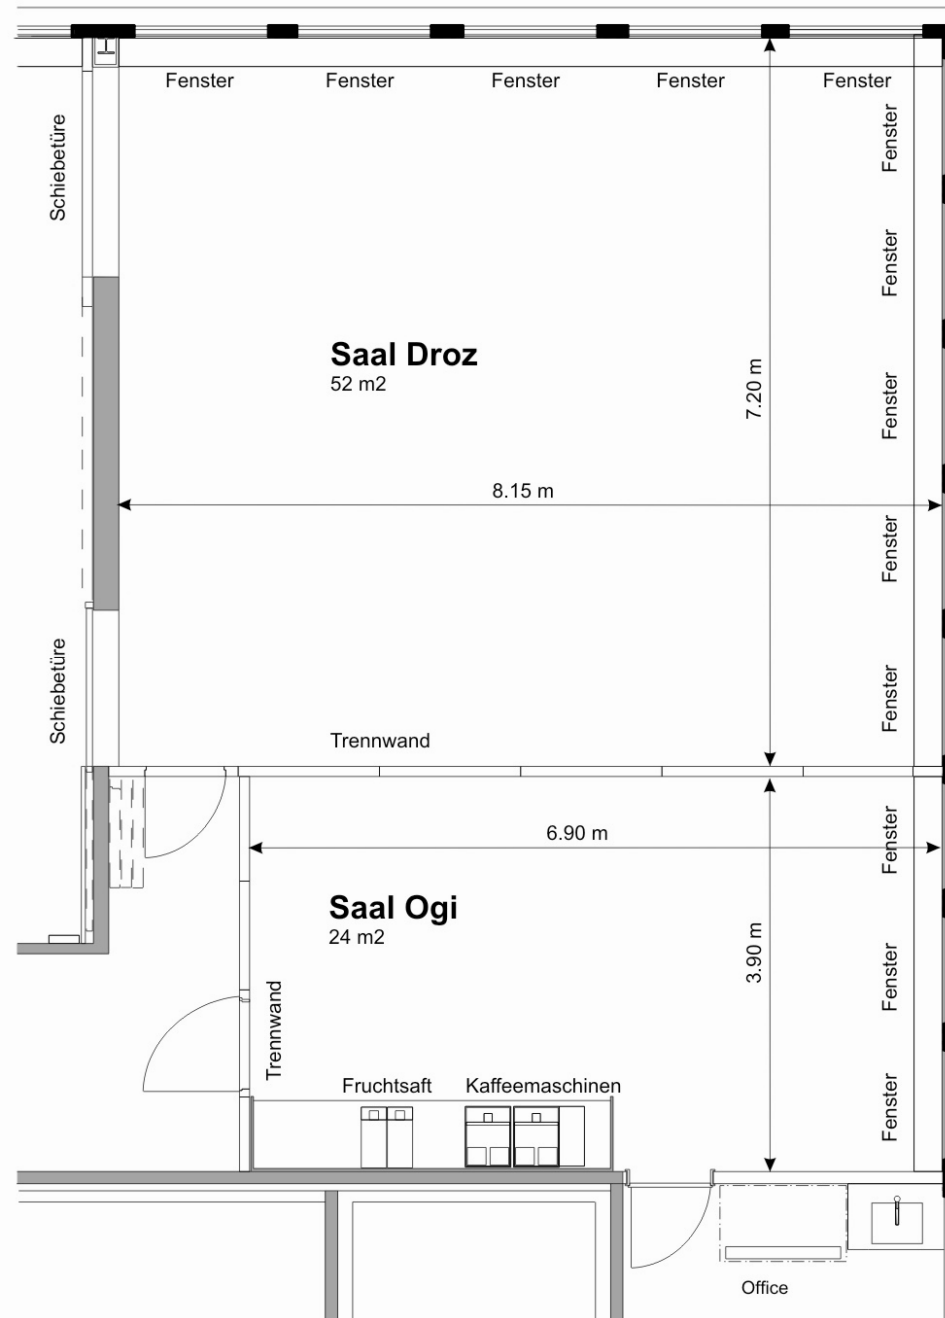 Fenster
Fenster
Fenster
Fenster
Fenster
Schiebetüre
Fenster
Fenster
Saal Droz
52 m2
7.20 m
Fenster
8.15 m
Fenster
Schiebetüre
Fenster
Trennwand
6.90 m
Fenster
Saal Ogi
24 m2
3.90 m
Fenster
Trennwand
Fruchtsaft
Kaffeemaschinen
Fenster
Office